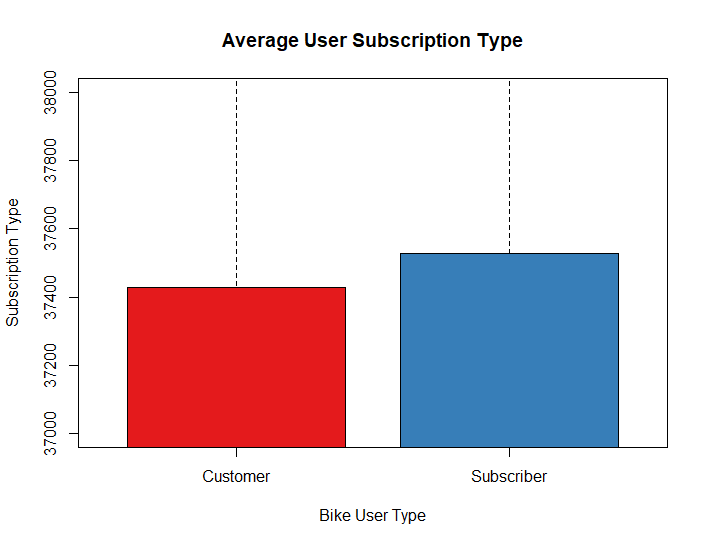 Average User Subscription Type
Subscription Type
38000
37800
37600
37400
37200
37000
Customer
Subscriber
Bike User Type